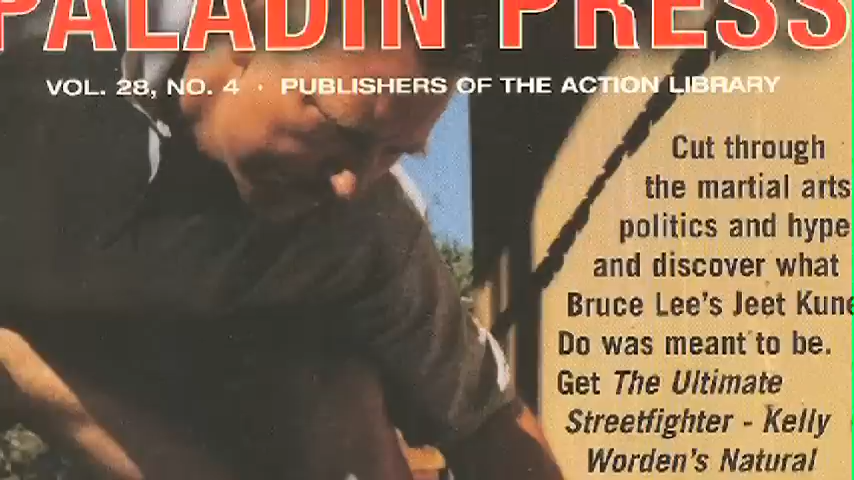 PALADIN PRESS
VOL. 28, NO. 4 · PUBLISHERS OF THE ACTION LIBRARY
Cut through
the martial arts
politics and hype
and discover what
Bruce Lee's Jeet Kune
Do was meant to be.
Get The Ultimate
Streetfighter - Kelly
Worden's Natural